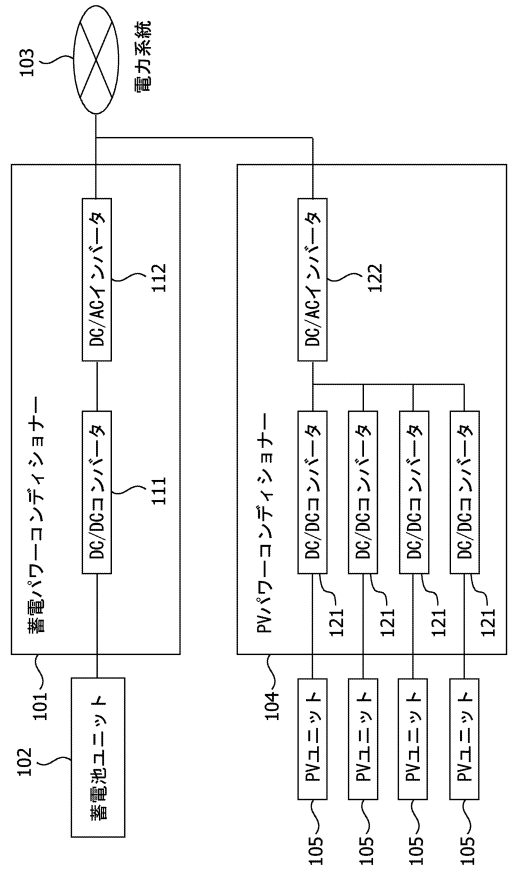 102
蓄電池ユニット
101
蓄電パワーコンディショナー
DC/DCコンバータ
111
DC/ACインバータ
112
103
電力系統
104
PVパワーコンディショナー
PVユニット
105
PVユニット
105
PVユニット
105
PVユニット
105
DC/DCコンバータ
121
DC/DCコンバータ
121
DC/DCコンバータ
121
DC/DCコンバータ
121
DC/ACインバータ
122